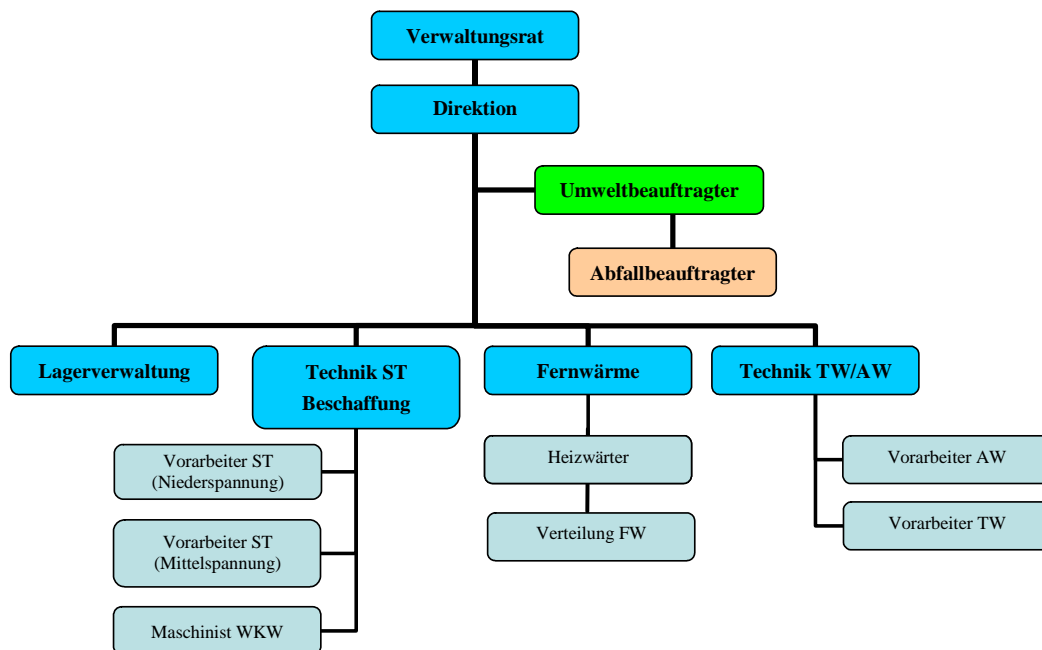 Verwaltungsrat
Direktion
Umweltbeauftragter
Abfallbeauftragter
Lagerverwaltung
Technik ST
Beschaffung
Fernwärme
Technik TW/AW
Vorarbeiter ST
(Niederspannung)
Vorarbeiter ST
(Mittelspannung)
Maschinist WKW
Heizwärter
Verteilung FW
Vorarbeiter AW
Vorarbeiter TW